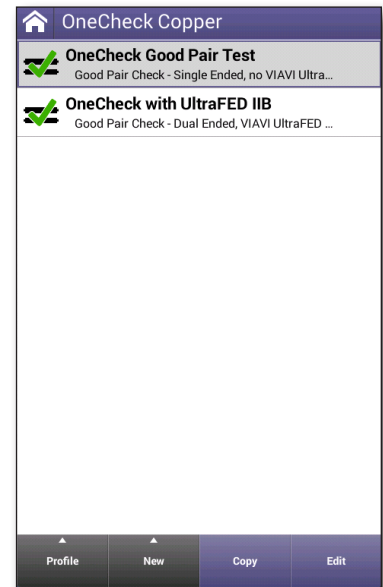 OneCheck Copper
OneCheck Good Pair Test
Good Pair Check - Single Ended, no VIAVI Ultra...
OneCheck with UltraFED IIB
Good Pair Check - Dual Ended, VIAVI UltraFED ...
Profile
New
Copy
Edit